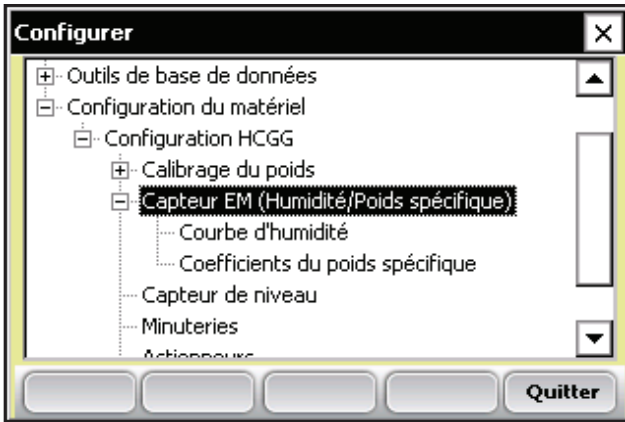 Configurer
Outils de base de données
Configuration du matériel
Configuration HCGG
Calibrage du poids
Capteur EM (Humidité/Poids spécifique)
Courbe d'humidité
Coefficients du poids spécifique
Capteur de niveau
Minuteries
Actionneurs
Quitter